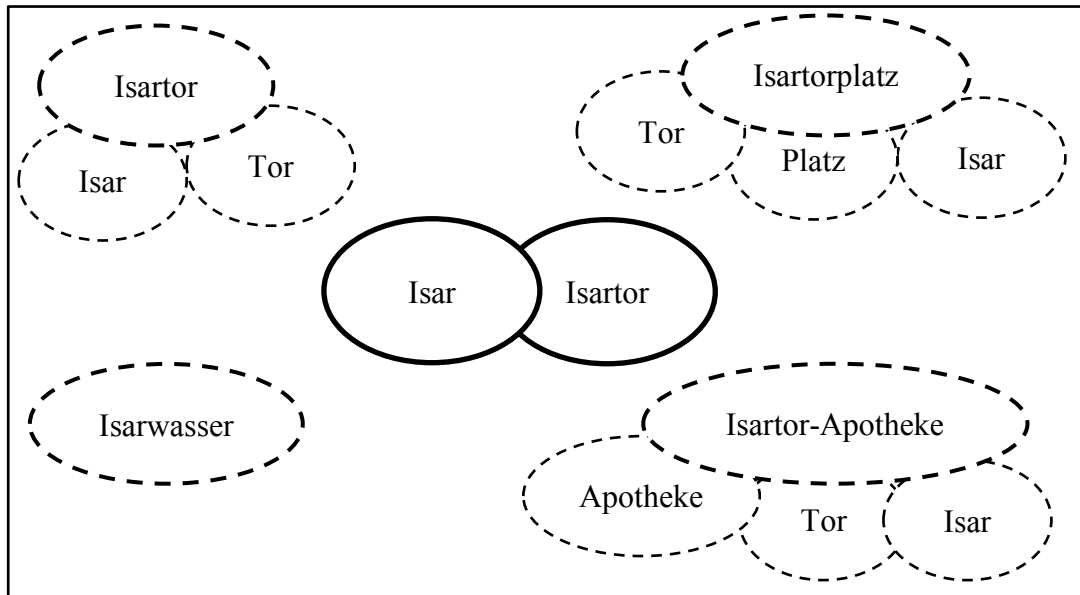 Isartor
Isar
Tor
Isartorplatz
Tor
Platz
Isar
Isar
Isartor
Isarwasser
Isartor-Apotheke
Apotheke
Tor
Isar